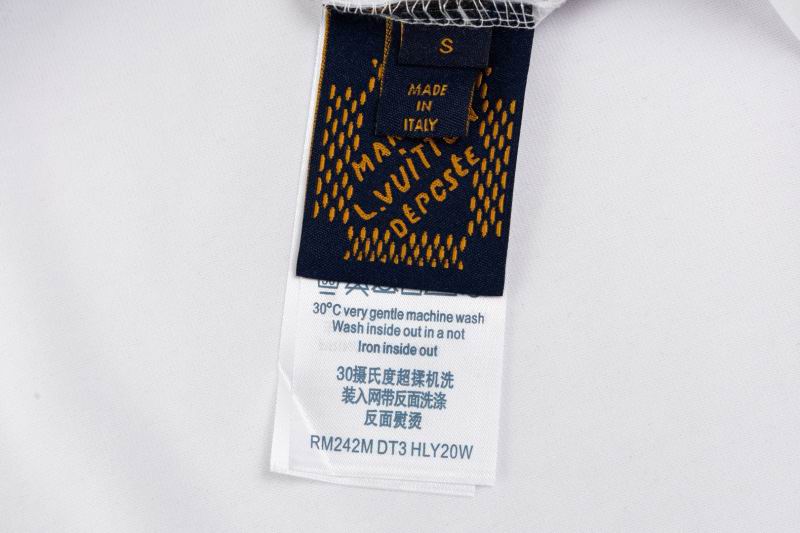 S
MADE
IN
ITALY
L.VUITTON
DÉPOSÉE
30°C very gentle machine wash
Wash inside out in a not
Iron inside out
30摄氏度超揉机洗
装入网带反面洗涤
反面熨烫
RM242M DT3 HLY20W